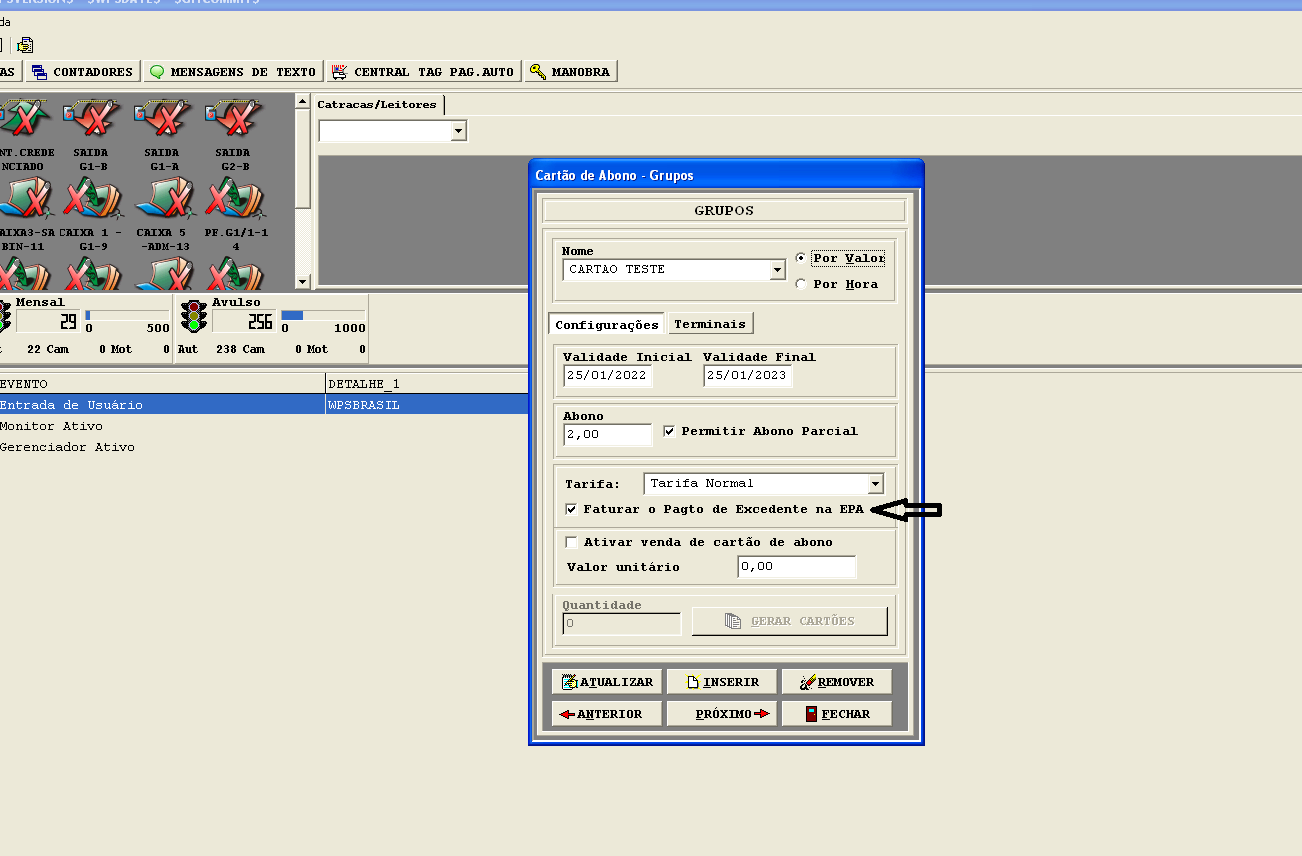 da
AS CONTADORES MENSAGENS DE TEXTO CENTRAL TAG PAG.AUTO MANOBRA
NT.CREDE NCIADO
SAIDA G1-B
SAIDA G1-A
SAIDA G2-B
AIXA3-SA BIN-11
CAIXA 1 - G1-9
CAIXA 5 -ADM-13
PF.G1/1-1 4
Catracas/Leitores
Mensal
29 0 500
22 Cam 0 Mot 0
Avulso
256 0 1000
Aut 238 Cam 0 Mot 0
EVENTO DETALHE_1
Entrada de Usuário WPSBRASIL
Monitor Ativo
Gerenciador Ativo
Cartão de Abono - Grupos
GRUPOS
Nome
CARTAO TESTE
Por Valor
Por Hora
Configurações Terminais
Validade Inicial Validade Final
25/01/2022 25/01/2023
Abono
2,00 Permitir Abono Parcial
Tarifa: Tarifa Normal
Faturar o Pagto de Excedente na EPA
Ativar venda de cartão de abono
Valor unitário 0,00
Quantidade
0 GERAR CARTÕES
ATUALIZAR INSERIR REMOVER
ANTERIOR PRÓXIMO FECHAR